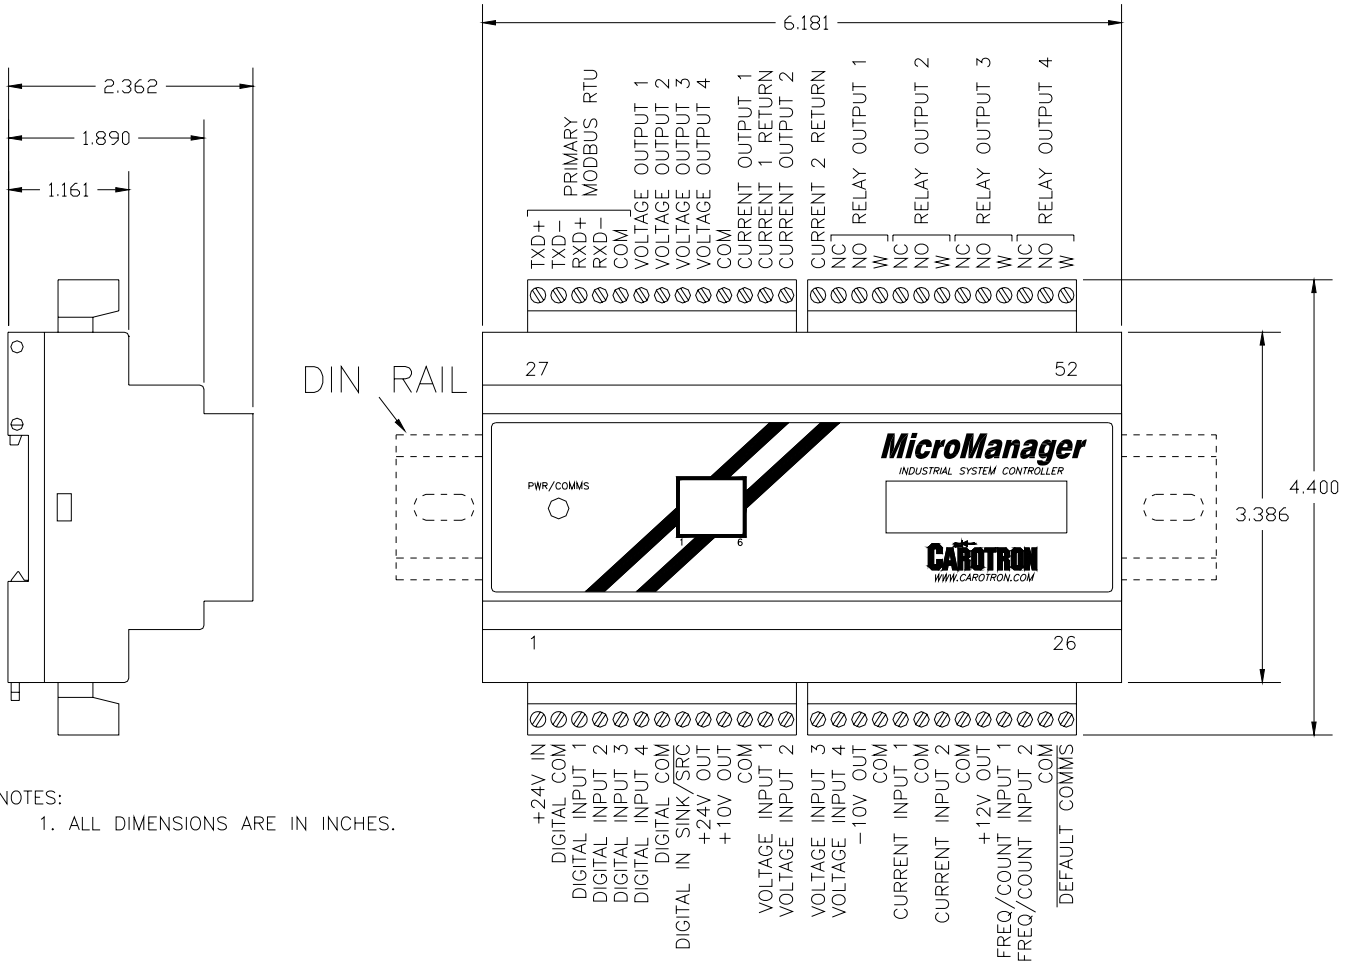 6.181
2.362
1.890
1.161
PRIMARY
MODBUS RTU
TXD+
TXD-
RXD+
RXD-
COM
VOLTAGE OUTPUT 1
VOLTAGE OUTPUT 2
VOLTAGE OUTPUT 3
VOLTAGE OUTPUT 4
COM
CURRENT OUTPUT 1
CURRENT 1 RETURN
CURRENT OUTPUT 2
CURRENT 2 RETURN
RELAY OUTPUT 1
NC
NO
W
RELAY OUTPUT 2
NC
NO
W
RELAY OUTPUT 3
NC
NO
W
RELAY OUTPUT 4
NC
NO
W
27
52
DIN RAIL
MicroManager
INDUSTRIAL SYSTEM CONTROLLER
PWR/COMMS
1 6
CAROTRON
WWW.CAROTRON.COM
4.400
3.386
1
26
+24V IN
DIGITAL COM
DIGITAL INPUT 1
DIGITAL INPUT 2
DIGITAL INPUT 3
DIGITAL INPUT 4
DIGITAL COM
DIGITAL IN SINK/SRC
+24V OUT
+10V OUT
COM
VOLTAGE INPUT 1
VOLTAGE INPUT 2
VOLTAGE INPUT 3
VOLTAGE INPUT 4
-10V OUT
COM
CURRENT INPUT 1
COM
CURRENT INPUT 2
COM
+12V OUT
FREQ/COUNT INPUT 1
FREQ/COUNT INPUT 2
COM
DEFAULT COMMS
NOTES:
1. ALL DIMENSIONS ARE IN INCHES.